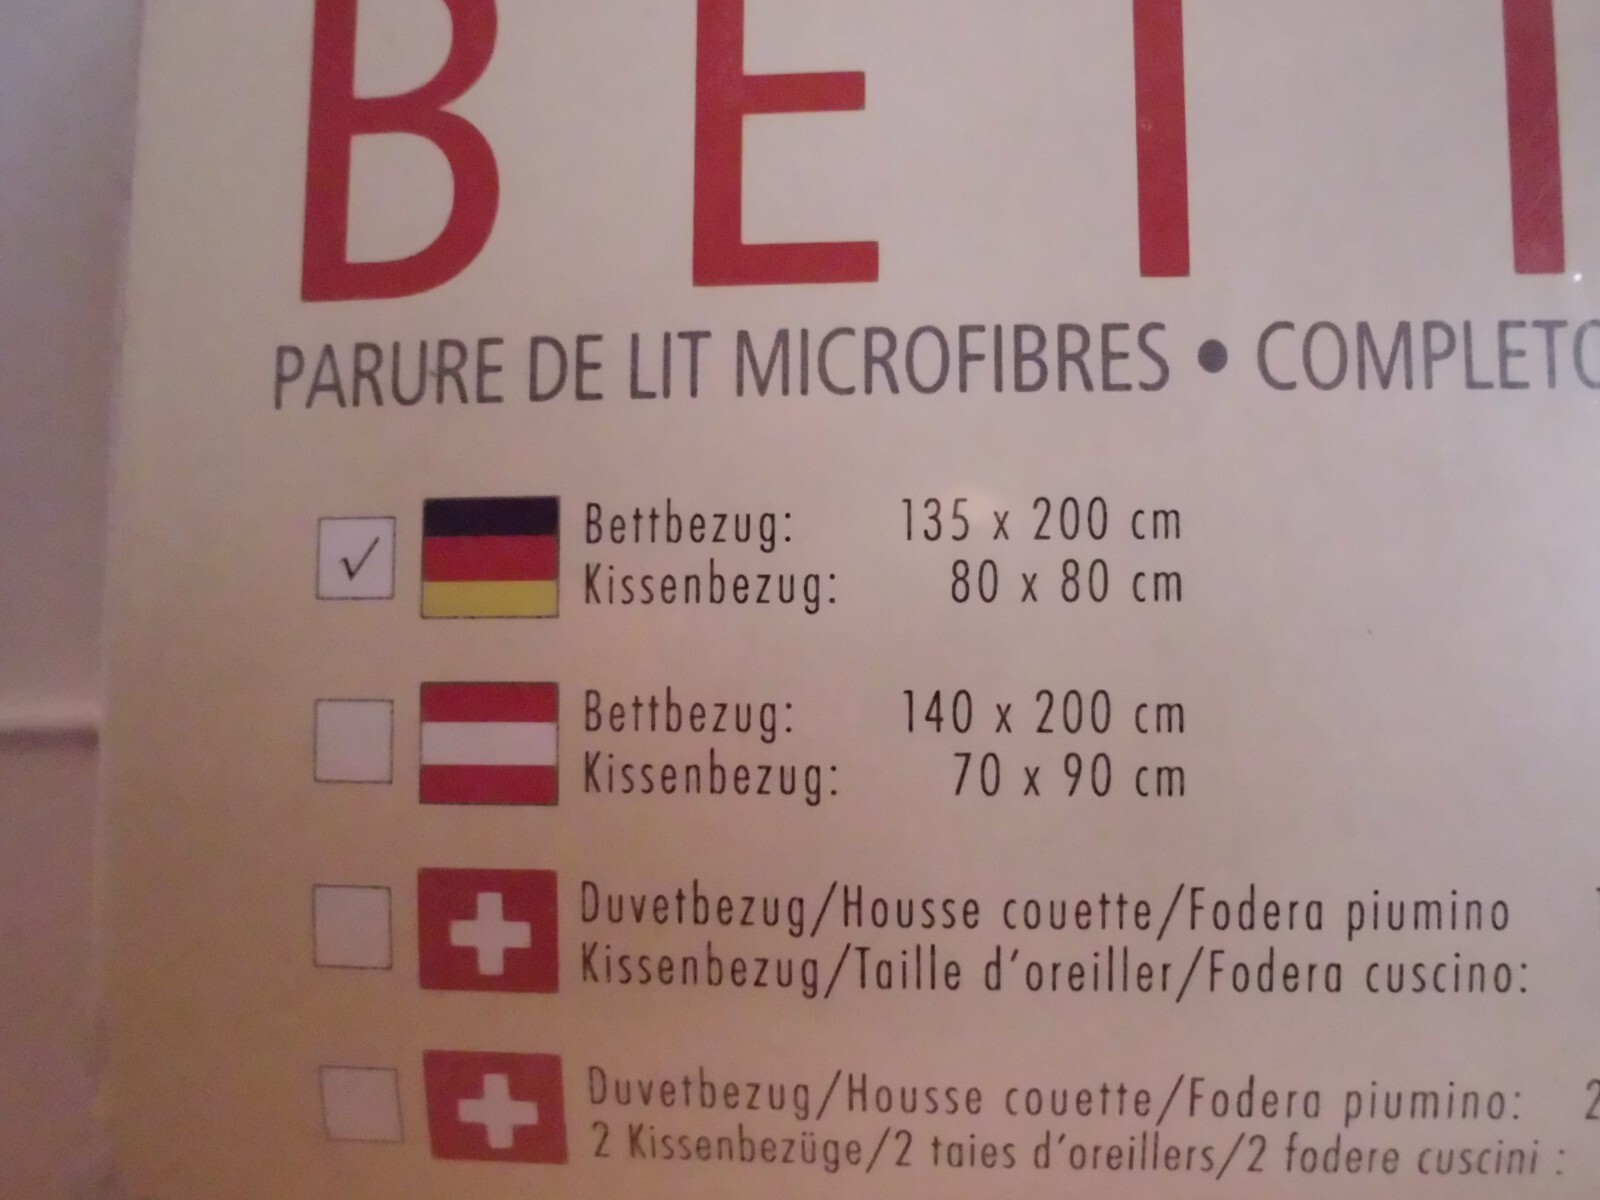 BETT
PARURE DE LIT MICROFIBRES • COMPLETO
Bettbezug: 135 x 200 cm
Kissenbezug: 80 x 80 cm
Bettbezug: 140 x 200 cm
Kissenbezug: 70 x 90 cm
Duvetbezug/Housse couette/Fodera piumino
Kissenbezug/Taille d'oreiller/Fodera cuscino:
Duvetbezug/Housse couette/Fodera piumino: 2
2 Kissenbezüge/2 taies d'oreillers/2 fodere cuscini :